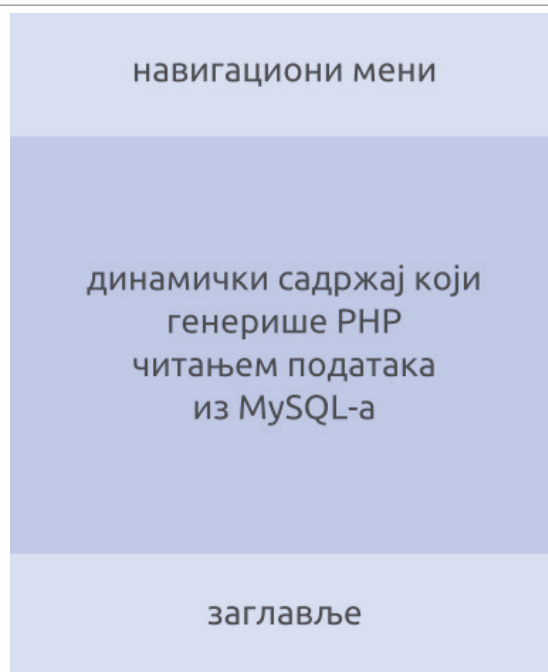 навигациони мени
динамички садржај који
генерише PHP
читањем података
из MySQL-а
заглавље